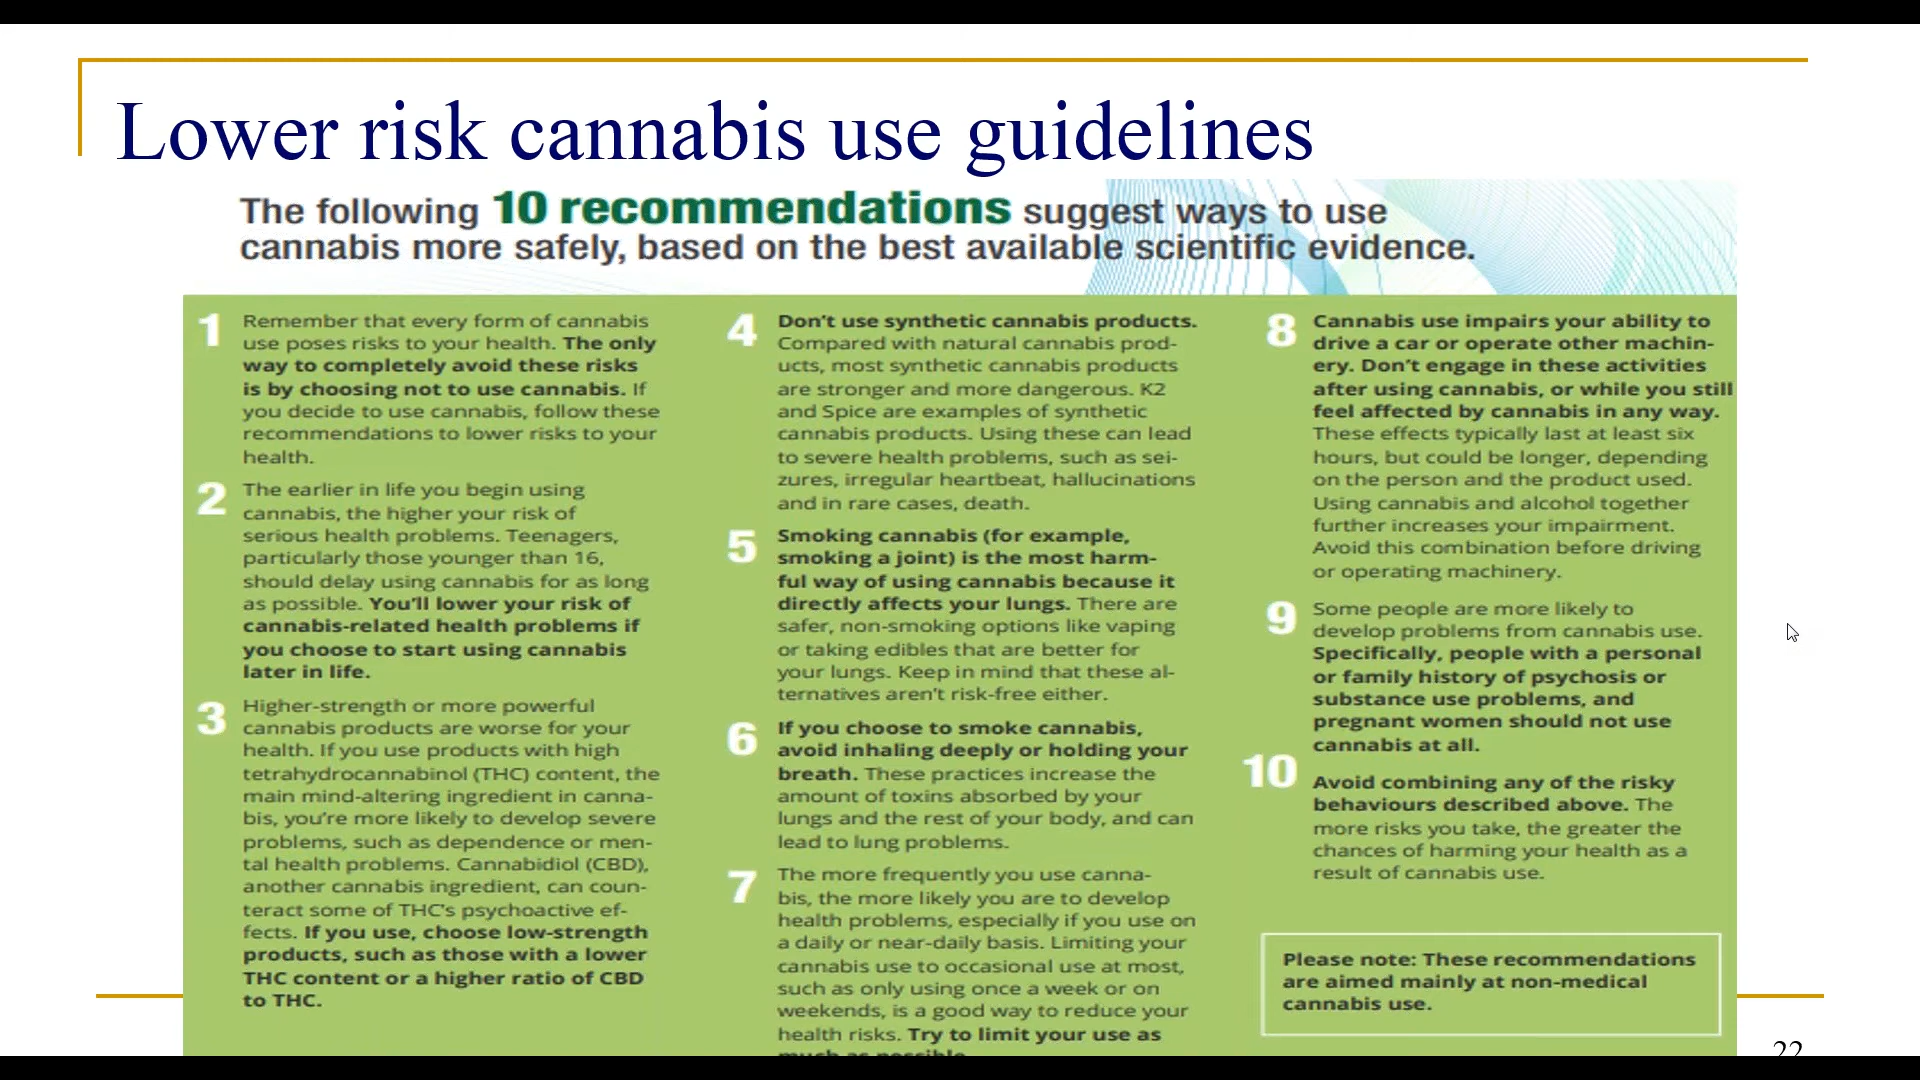 Lower risk cannabis use guidelines
The following 10 recommendations suggest ways to use
cannabis more safely, based on the best available scientific evidence.
1 Remember that every form of cannabis
use poses risks to your health. The only
way to completely avoid these risks
is by choosing not to use cannabis. If
you decide to use cannabis, follow these
recommendations to lower risks to your
health.
2 The earlier in life you begin using
cannabis, the higher your risk of
serious health problems. Teenagers,
particularly those younger than 16,
should delay using cannabis for as long
as possible. You'll lower your risk of
cannabis-related health problems if
you choose to start using cannabis
later in life.
3 Higher-strength or more powerful
cannabis products are worse for your
health. If you use products with high
tetrahydrocannabinol (THC) content, the
main mind-altering ingredient in canna-
bis, you're more likely to develop severe
problems, such as dependence or men-
tal health problems. Cannabidiol (CBD),
another cannabis ingredient, can coun-
teract some of THC's psychoactive ef-
fects. If you use, choose low-strength
products, such as those with a lower
THC content or a higher ratio of CBD
to THC.
4 Don't use synthetic cannabis products.
Compared with natural cannabis prod-
ucts, most synthetic cannabis products
are stronger and more dangerous. K2
and Spice are examples of synthetic
cannabis products. Using these can lead
to severe health problems, such as sei-
zures, irregular heartbeat, hallucinations
and in rare cases, death.
5 Smoking cannabis (for example,
smoking a joint) is the most harm-
ful way of using cannabis because it
directly affects your lungs. There are
safer, non-smoking options like vaping
or taking edibles that are better for
your lungs. Keep in mind that these al-
ternatives aren't risk-free either.
6 If you choose to smoke cannabis,
avoid inhaling deeply or holding your
breath. These practices increase the
amount of toxins absorbed by your
lungs and the rest of your body, and can
lead to lung problems.
7 The more frequently you use canna-
bis, the more likely you are to develop
health problems, especially if you use on
a daily or near-daily basis. Limiting your
cannabis use to occasional use at most,
such as only using once a week or on
weekends, is a good way to reduce your
health risks. Try to limit your use as
much as possible.
8 Cannabis use impairs your ability to
drive a car or operate other machin-
ery. Don't engage in these activities
after using cannabis, or while you still
feel affected by cannabis in any way.
These effects typically last at least six
hours, but could be longer, depending
on the person and the product used.
Using cannabis and alcohol together
further increases your impairment.
Avoid this combination before driving
or operating machinery.
9 Some people are more likely to
develop problems from cannabis use.
Specifically, people with a personal
or family history of psychosis or
substance use problems, and
pregnant women should not use
cannabis at all.
10 Avoid combining any of the risky
behaviours described above. The
more risks you take, the greater the
chances of harming your health as a
result of cannabis use.
Please note: These recommendations
are aimed mainly at non-medical
cannabis use.
22